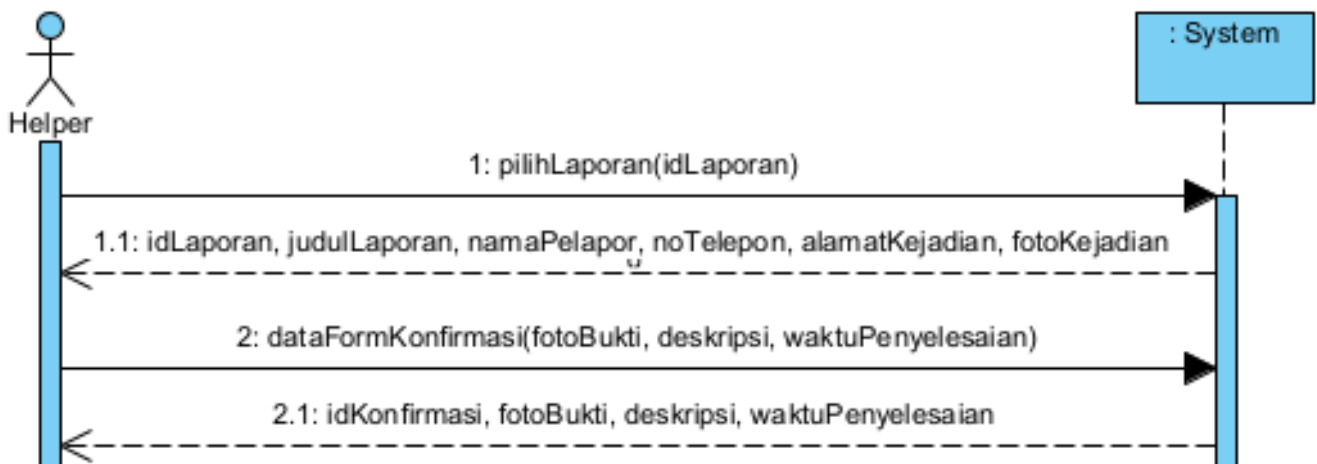 : System
Helper
1: pilihLaporan(idLaporan)
1.1: idLaporan, judulLaporan, namaPelapor, noTelepon, alamatKejadian, fotoKejadian
2: dataFormKonfirmasi(fotoBukti, deskripsi, waktuPenyelesaian)
2.1: idKonfirmasi, fotoBukti, deskripsi, waktuPenyelesaian